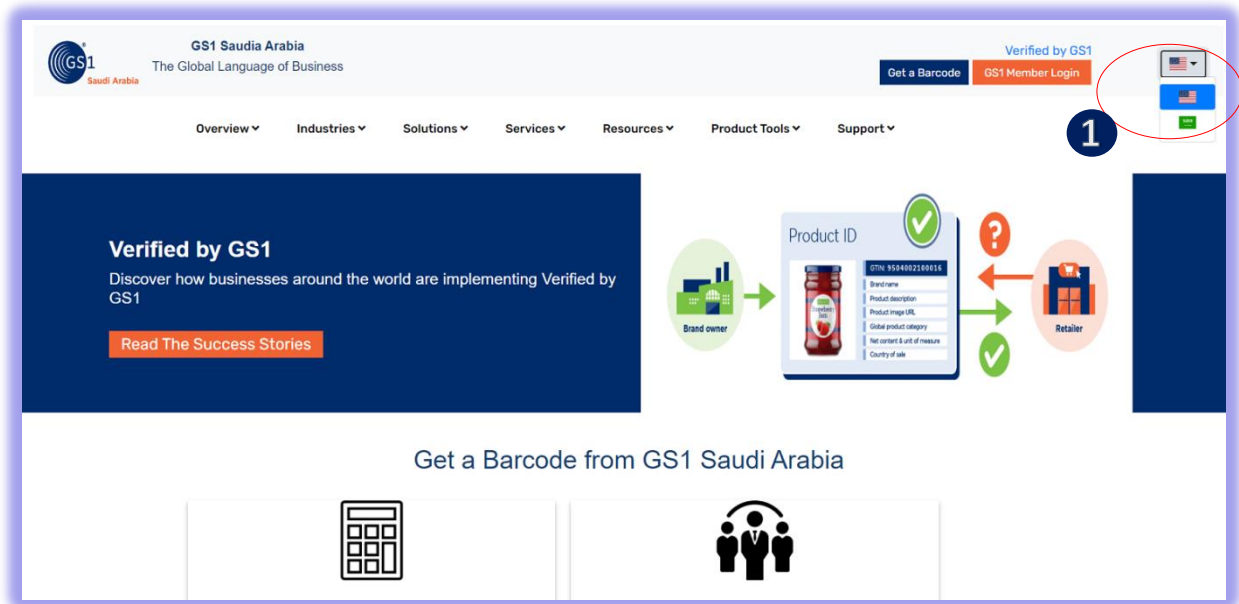 GS1
Saudi Arabia
GS1 Saudia Arabia
The Global Language of Business
Verified by GS1
Get a Barcode
GS1 Member Login
Overview
Industries
Solutions
Services
Resources
Product Tools
Support
1
Verified by GS1
Discover how businesses around the world are implementing Verified by
GS1
Read The Success Stories
Brand owner
Product ID
GTIN: 9504002100016
Brand name
Product description
Product image URL
Global product category
Net content & unit of measure
Country of sale
Strawberry
Jam
?
Retailer
Get a Barcode from GS1 Saudi Arabia